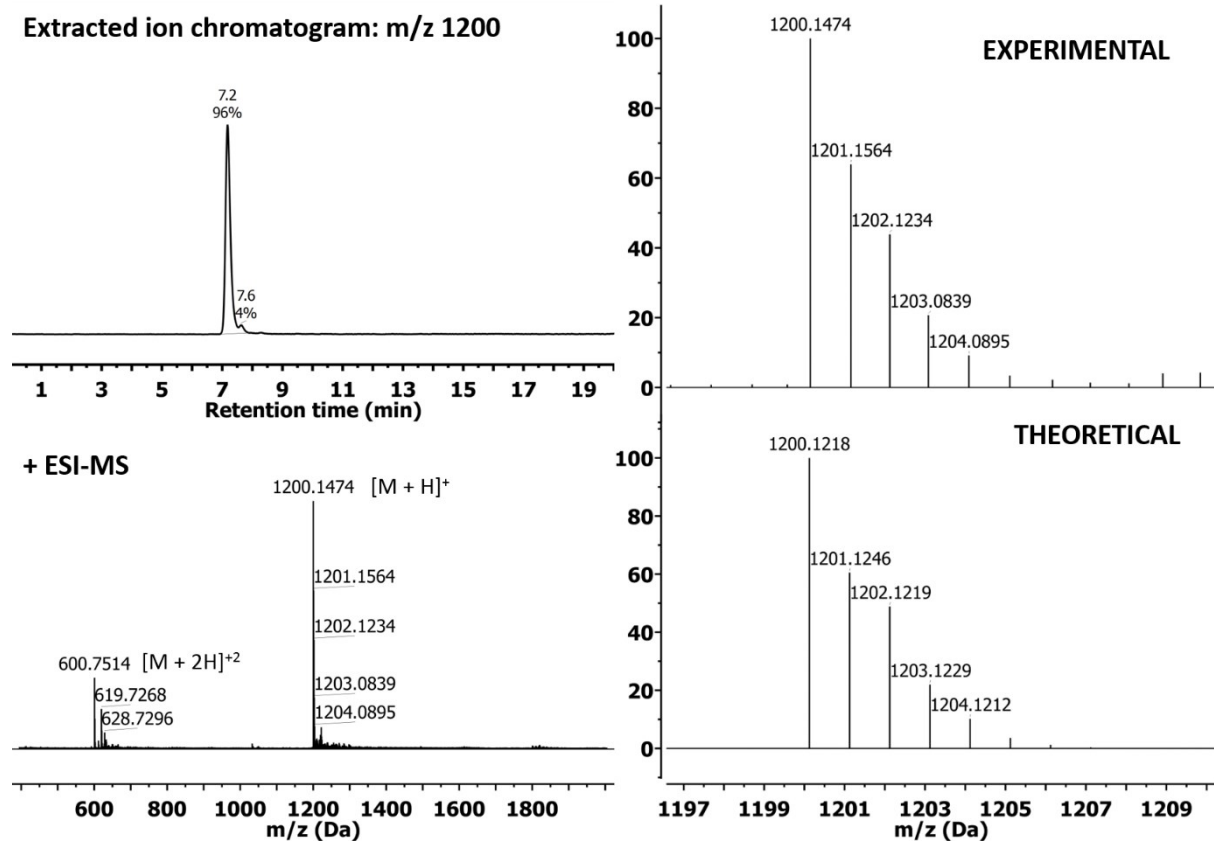 Extracted ion chromatogram: m/z 1200
7.2
96%
7.6
4%
1 3 5 7 9 11 13 15 17 19
Retention time (min)
+ ESI-MS
1200.1474 [M + H]+
1201.1564
1202.1234
1203.0839
1204.0895
600.7514 [M + 2H]+2
619.7268
628.7296
600 800 1000 1200 1400 1600 1800
m/z (Da)
EXPERIMENTAL
1200.1474
1201.1564
1202.1234
1203.0839
1204.0895
100
80
60
40
20
0
THEORETICAL
1200.1218
1201.1246
1202.1219
1203.1229
1204.1212
100
80
60
40
20
0
1197 1199 1201 1203 1205 1207 1209
m/z (Da)